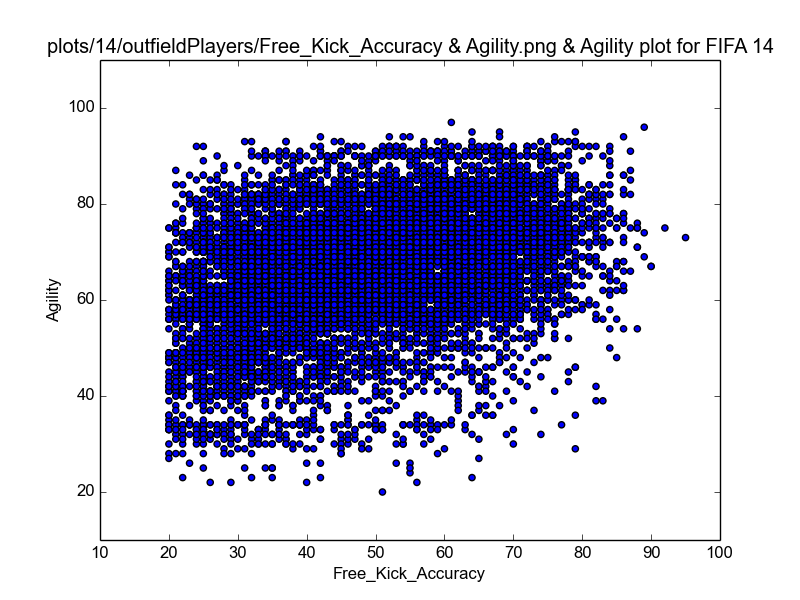 plots/14/outfieldPlayers/Free_Kick_Accuracy & Agility.png & Agility plot for FIFA 14
100
80
60
40
20
Agility
10 20 30 40 50 60 70 80 90 100
Free_Kick_Accuracy